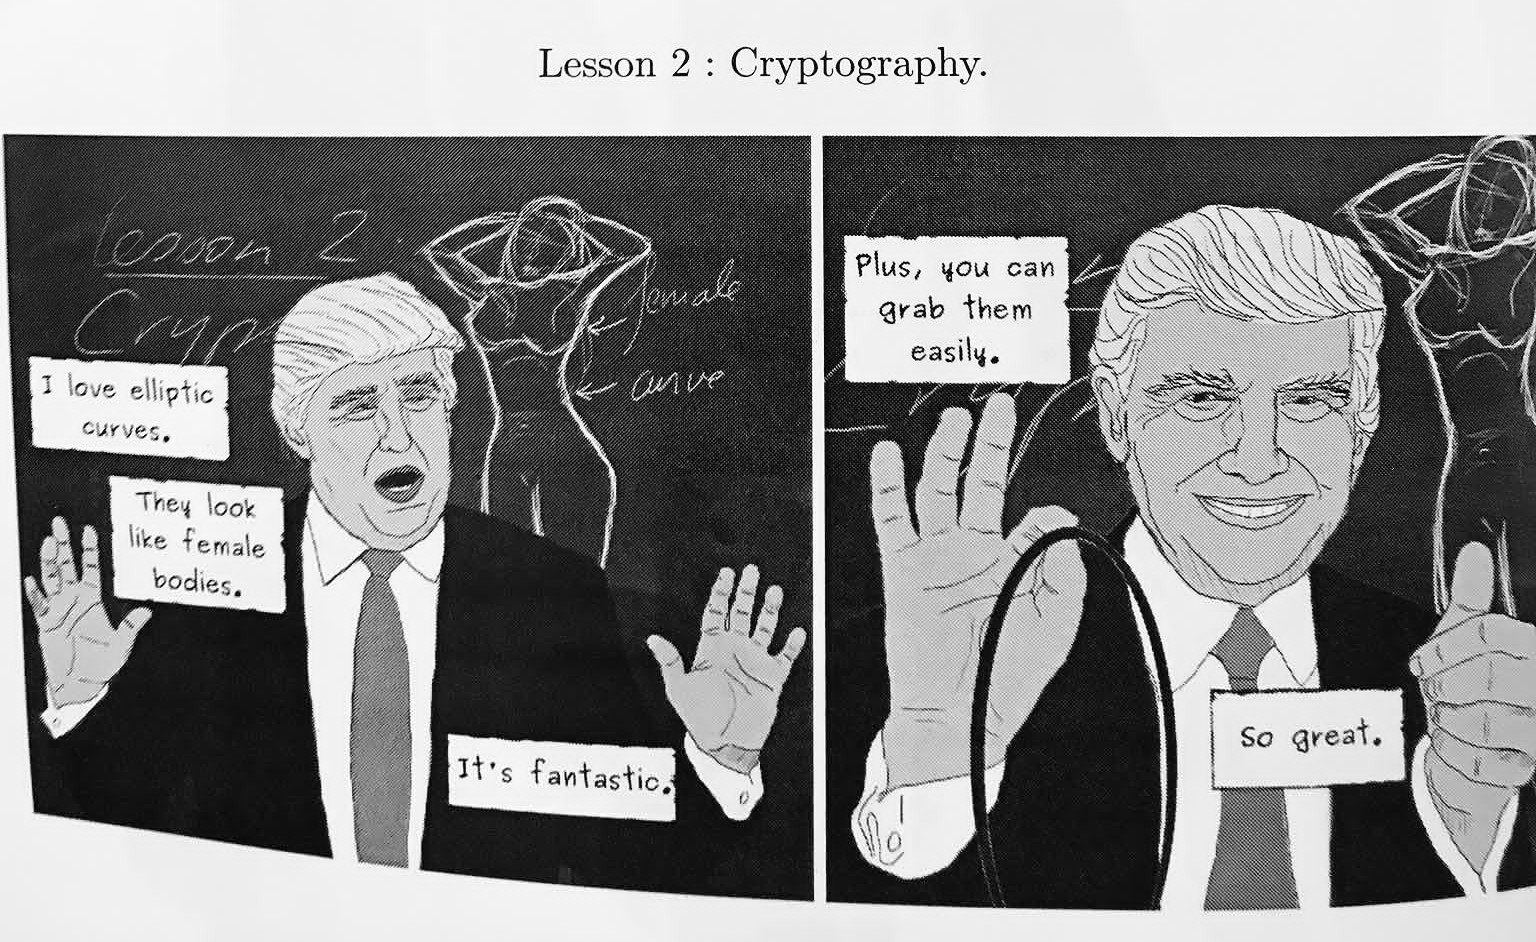 Lesson 2 : Cryptography.
Lesson 2 :
Cryp
female
curve
I love elliptic
curves.
They look
like female
bodies.
It's fantastic.
Plus, you can
grab them
easily.
So great.